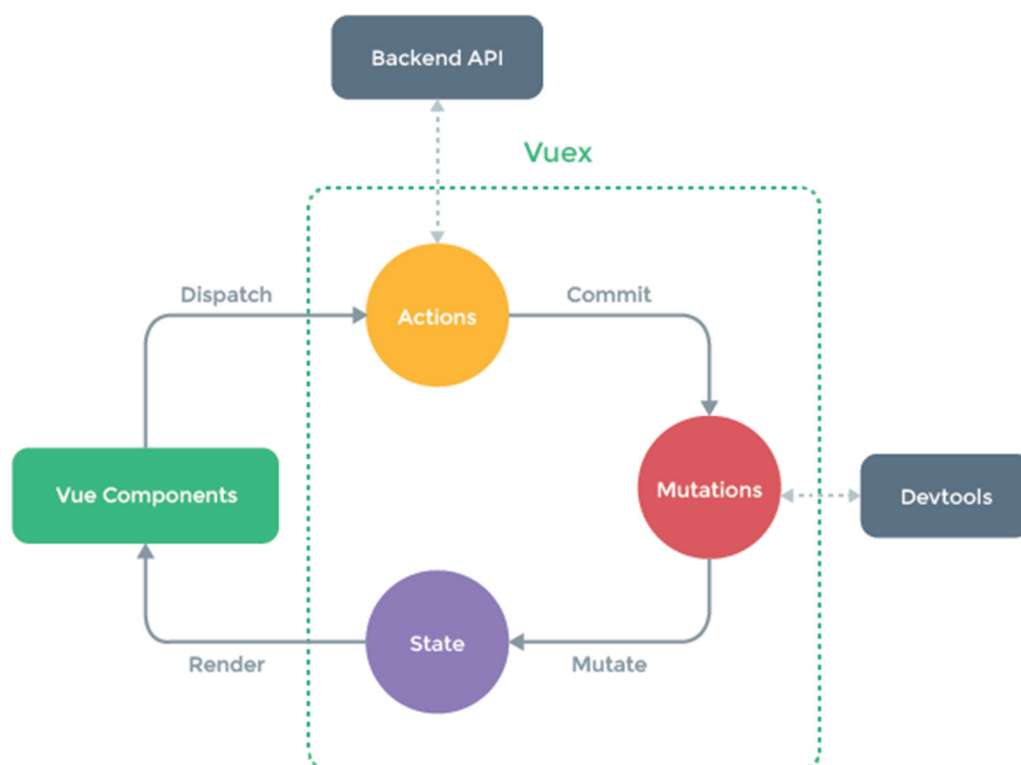 Backend API
Vuex
Dispatch
Actions
Commit
Vue Components
Mutations
Devtools
State
Render
Mutate